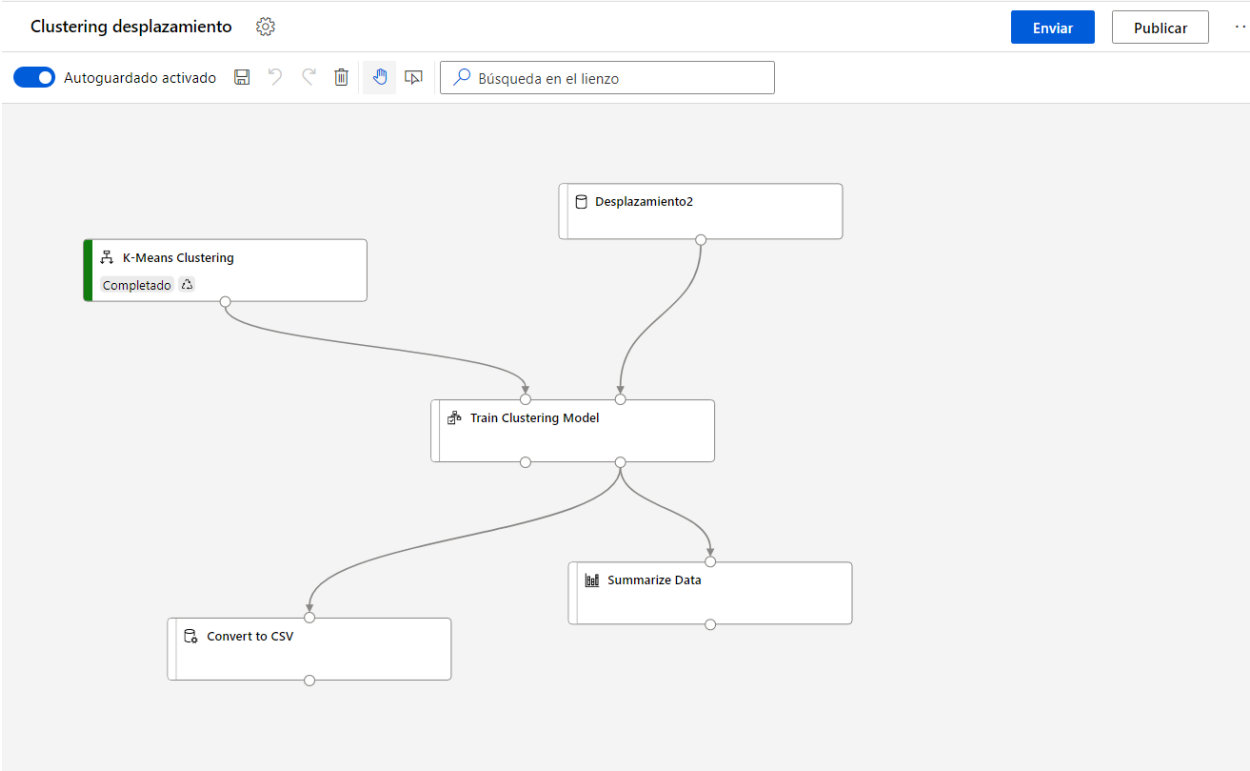 Clustering desplazamiento
Enviar
Publicar
Autoguardado activado
Búsqueda en el lienzo
Desplazamiento2
K-Means Clustering
Completado
Train Clustering Model
Summarize Data
Convert to CSV